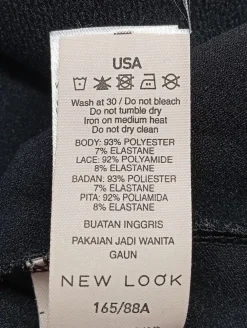 USA
Wash at 30 / Do not bleach
Do not tumble dry
Iron on medium heat
Do not dry clean
BODY: 93% POLYESTER
7% ELASTANE
LACE: 92% POLYAMIDE
8% ELASTANE
BADAN: 93% POLIESTER
7% ELASTANE
PITA: 92% POLIAMIDA
8% ELASTANE
BUATAN INGGRIS
PAKAIAN JADI WANITA
GAUN
NEW LOOK
165/88A